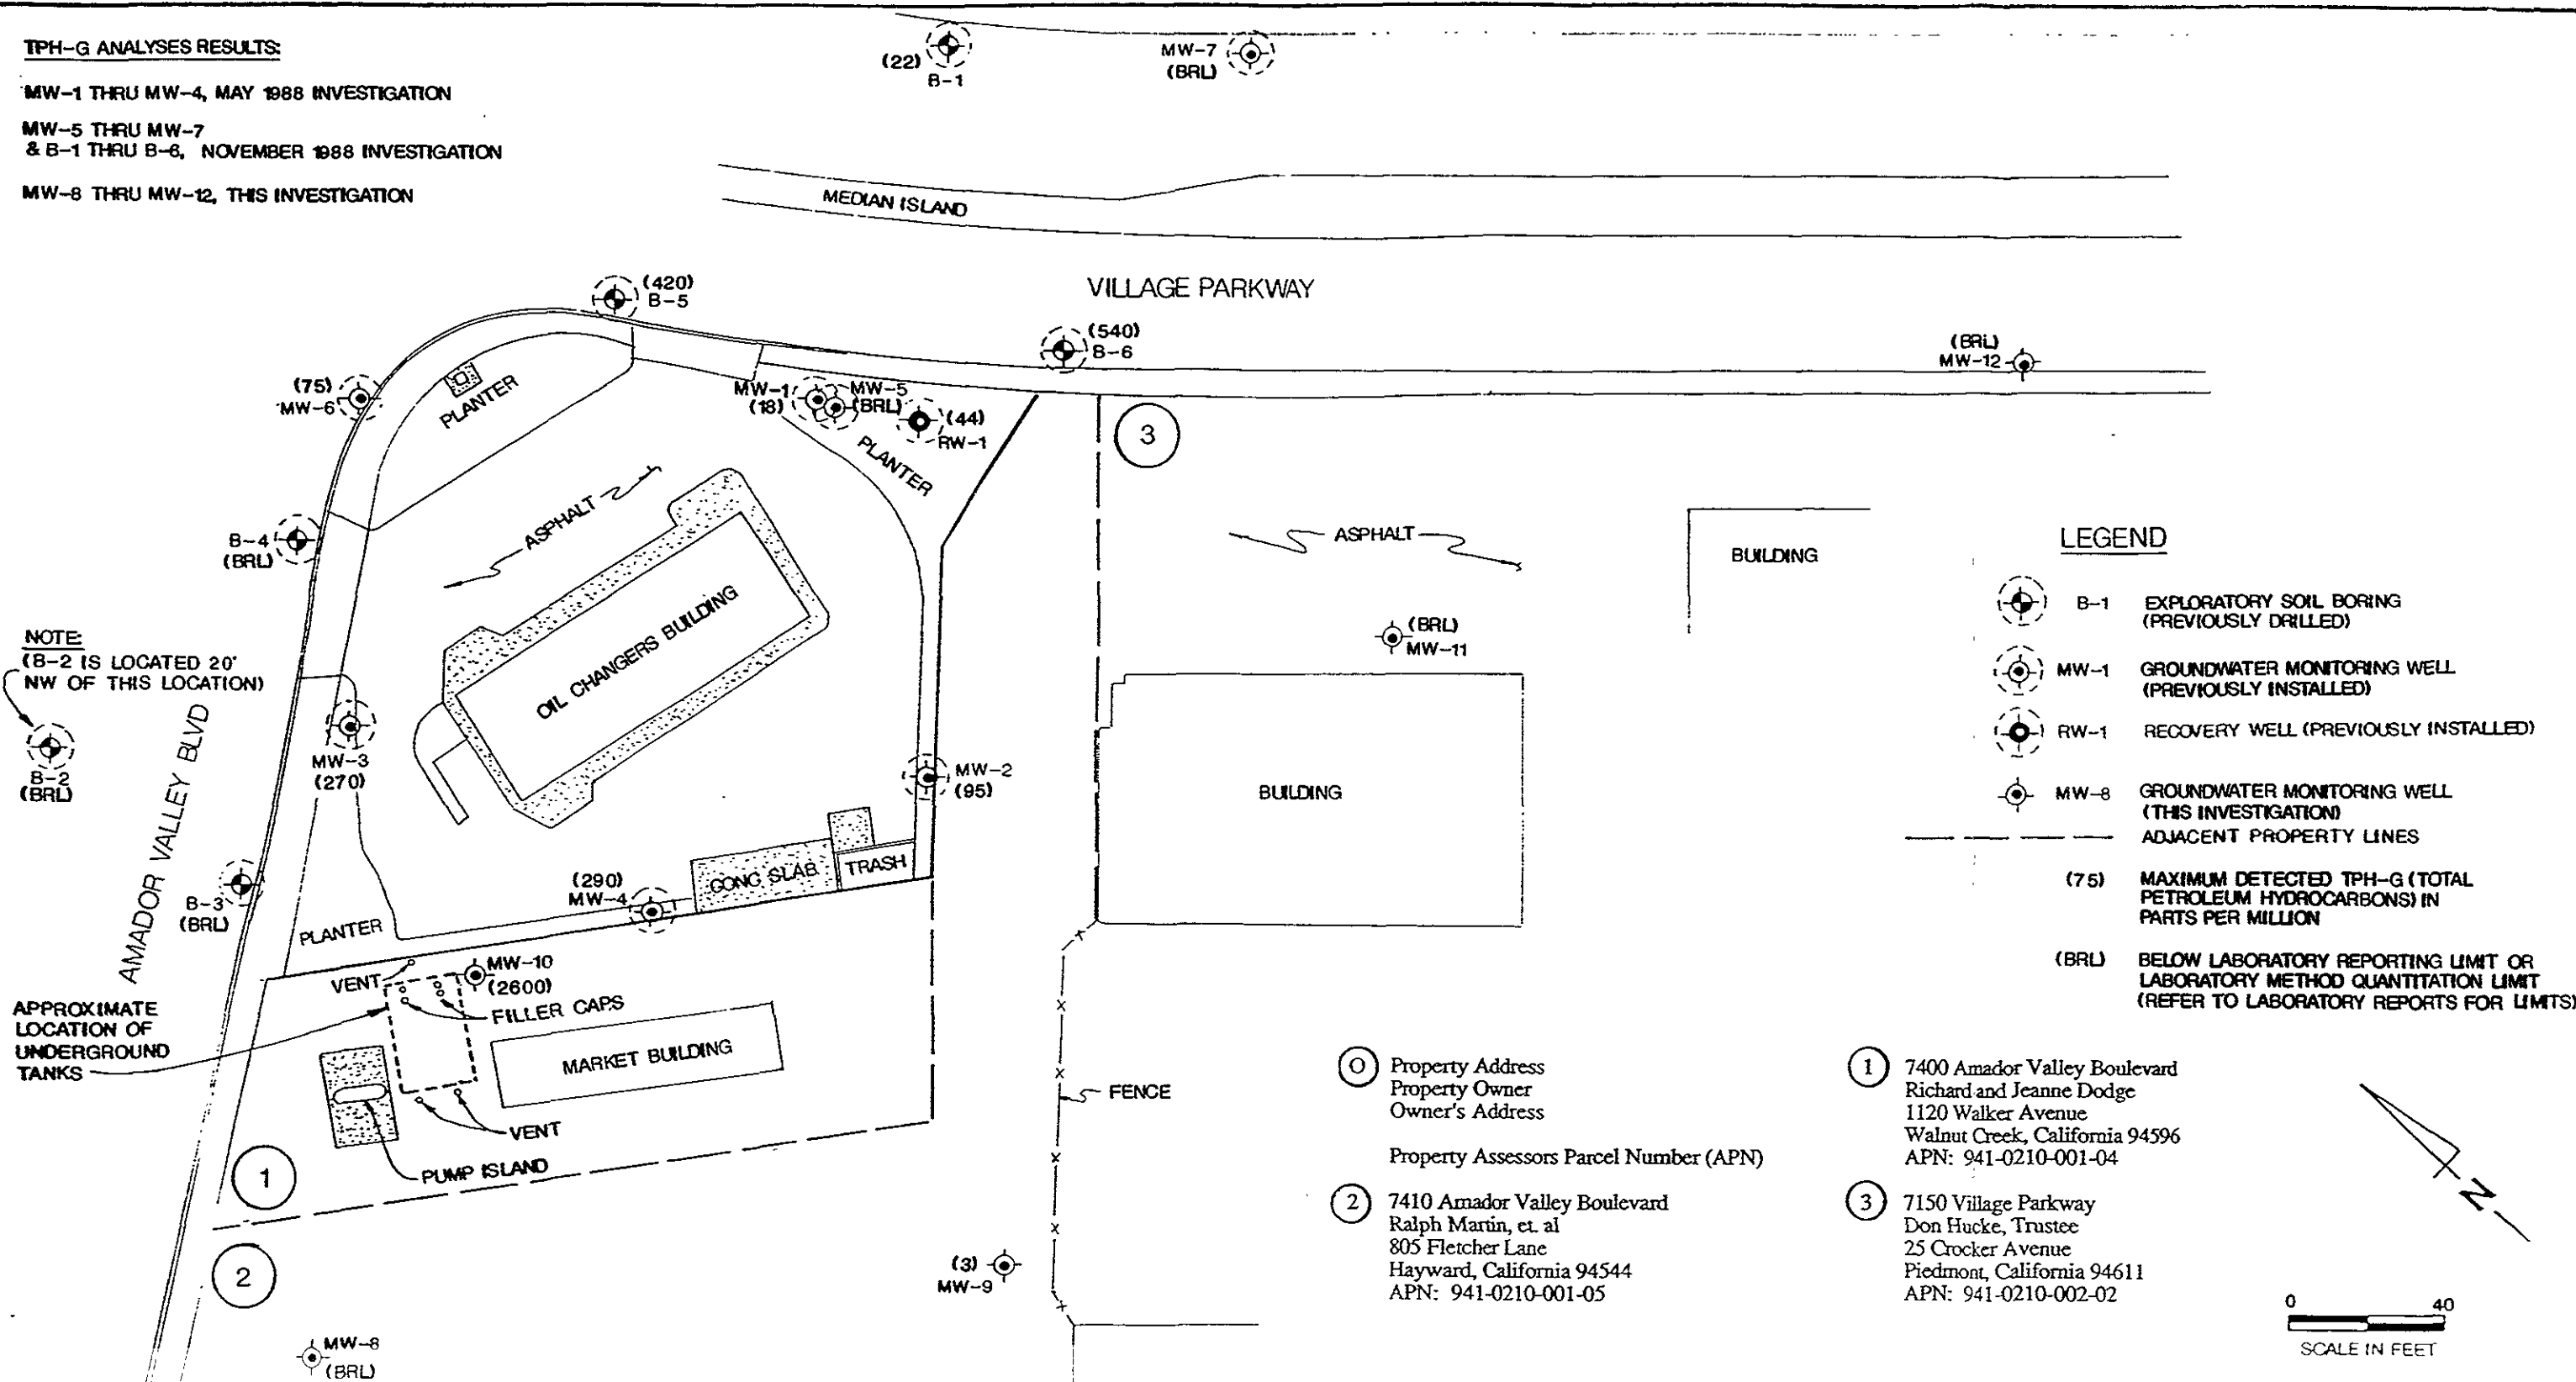 TPH-G ANALYSES RESULTS:
MW-1 THRU MW-4, MAY 1988 INVESTIGATION
MW-5 THRU MW-7
& B-1 THRU B-6, NOVEMBER 1988 INVESTIGATION
MW-8 THRU MW-12, THIS INVESTIGATION
(22)
B-1
MW-7
(BRL)
MEDIAN ISLAND
VILLAGE PARKWAY
(420)
B-5
(540)
B-6
(BRL)
MW-12
(75)
MW-6
PLANTER
MW-1
(18)
MW-5
(BRL)
(44)
RW-1
PLANTER
3
ASPHALT
B-4
(BRL)
OIL CHANGERS BUILDING
ASPHALT
BUILDING
(BRL)
MW-11
NOTE:
(B-2 IS LOCATED 20'
NW OF THIS LOCATION)
B-2
(BRL)
AMADOR VALLEY BLVD
MW-3
(270)
MW-2
(95)
BUILDING
B-3
(BRL)
(290)
MW-4
CONC SLAB
TRASH
PLANTER
VENT
MW-10
(2600)
FILLER CAPS
APPROXIMATE
LOCATION OF
UNDERGROUND
TANKS
MARKET BUILDING
VENT
PUMP ISLAND
FENCE
1
2
(3)
MW-9
MW-8
(BRL)
LEGEND
B-1 EXPLORATORY SOIL BORING
(PREVIOUSLY DRILLED)
MW-1 GROUNDWATER MONITORING WELL
(PREVIOUSLY INSTALLED)
RW-1 RECOVERY WELL (PREVIOUSLY INSTALLED)
MW-8 GROUNDWATER MONITORING WELL
(THIS INVESTIGATION)
ADJACENT PROPERTY LINES
(75) MAXIMUM DETECTED TPH-G (TOTAL
PETROLEUM HYDROCARBONS) IN
PARTS PER MILLION
(BRL) BELOW LABORATORY REPORTING LIMIT OR
LABORATORY METHOD QUANTITATION LIMIT
(REFER TO LABORATORY REPORTS FOR LIMITS)
O Property Address
Property Owner
Owner's Address
Property Assessors Parcel Number (APN)
1 7400 Amador Valley Boulevard
Richard and Jeanne Dodge
1120 Walker Avenue
Walnut Creek, California 94596
APN: 941-0210-001-04
2 7410 Amador Valley Boulevard
Ralph Martin, et. al
805 Fletcher Lane
Hayward, California 94544
APN: 941-0210-001-05
3 7150 Village Parkway
Don Hucke, Trustee
25 Crocker Avenue
Piedmont, California 94611
APN: 941-0210-002-02
N
0 40
SCALE IN FEET